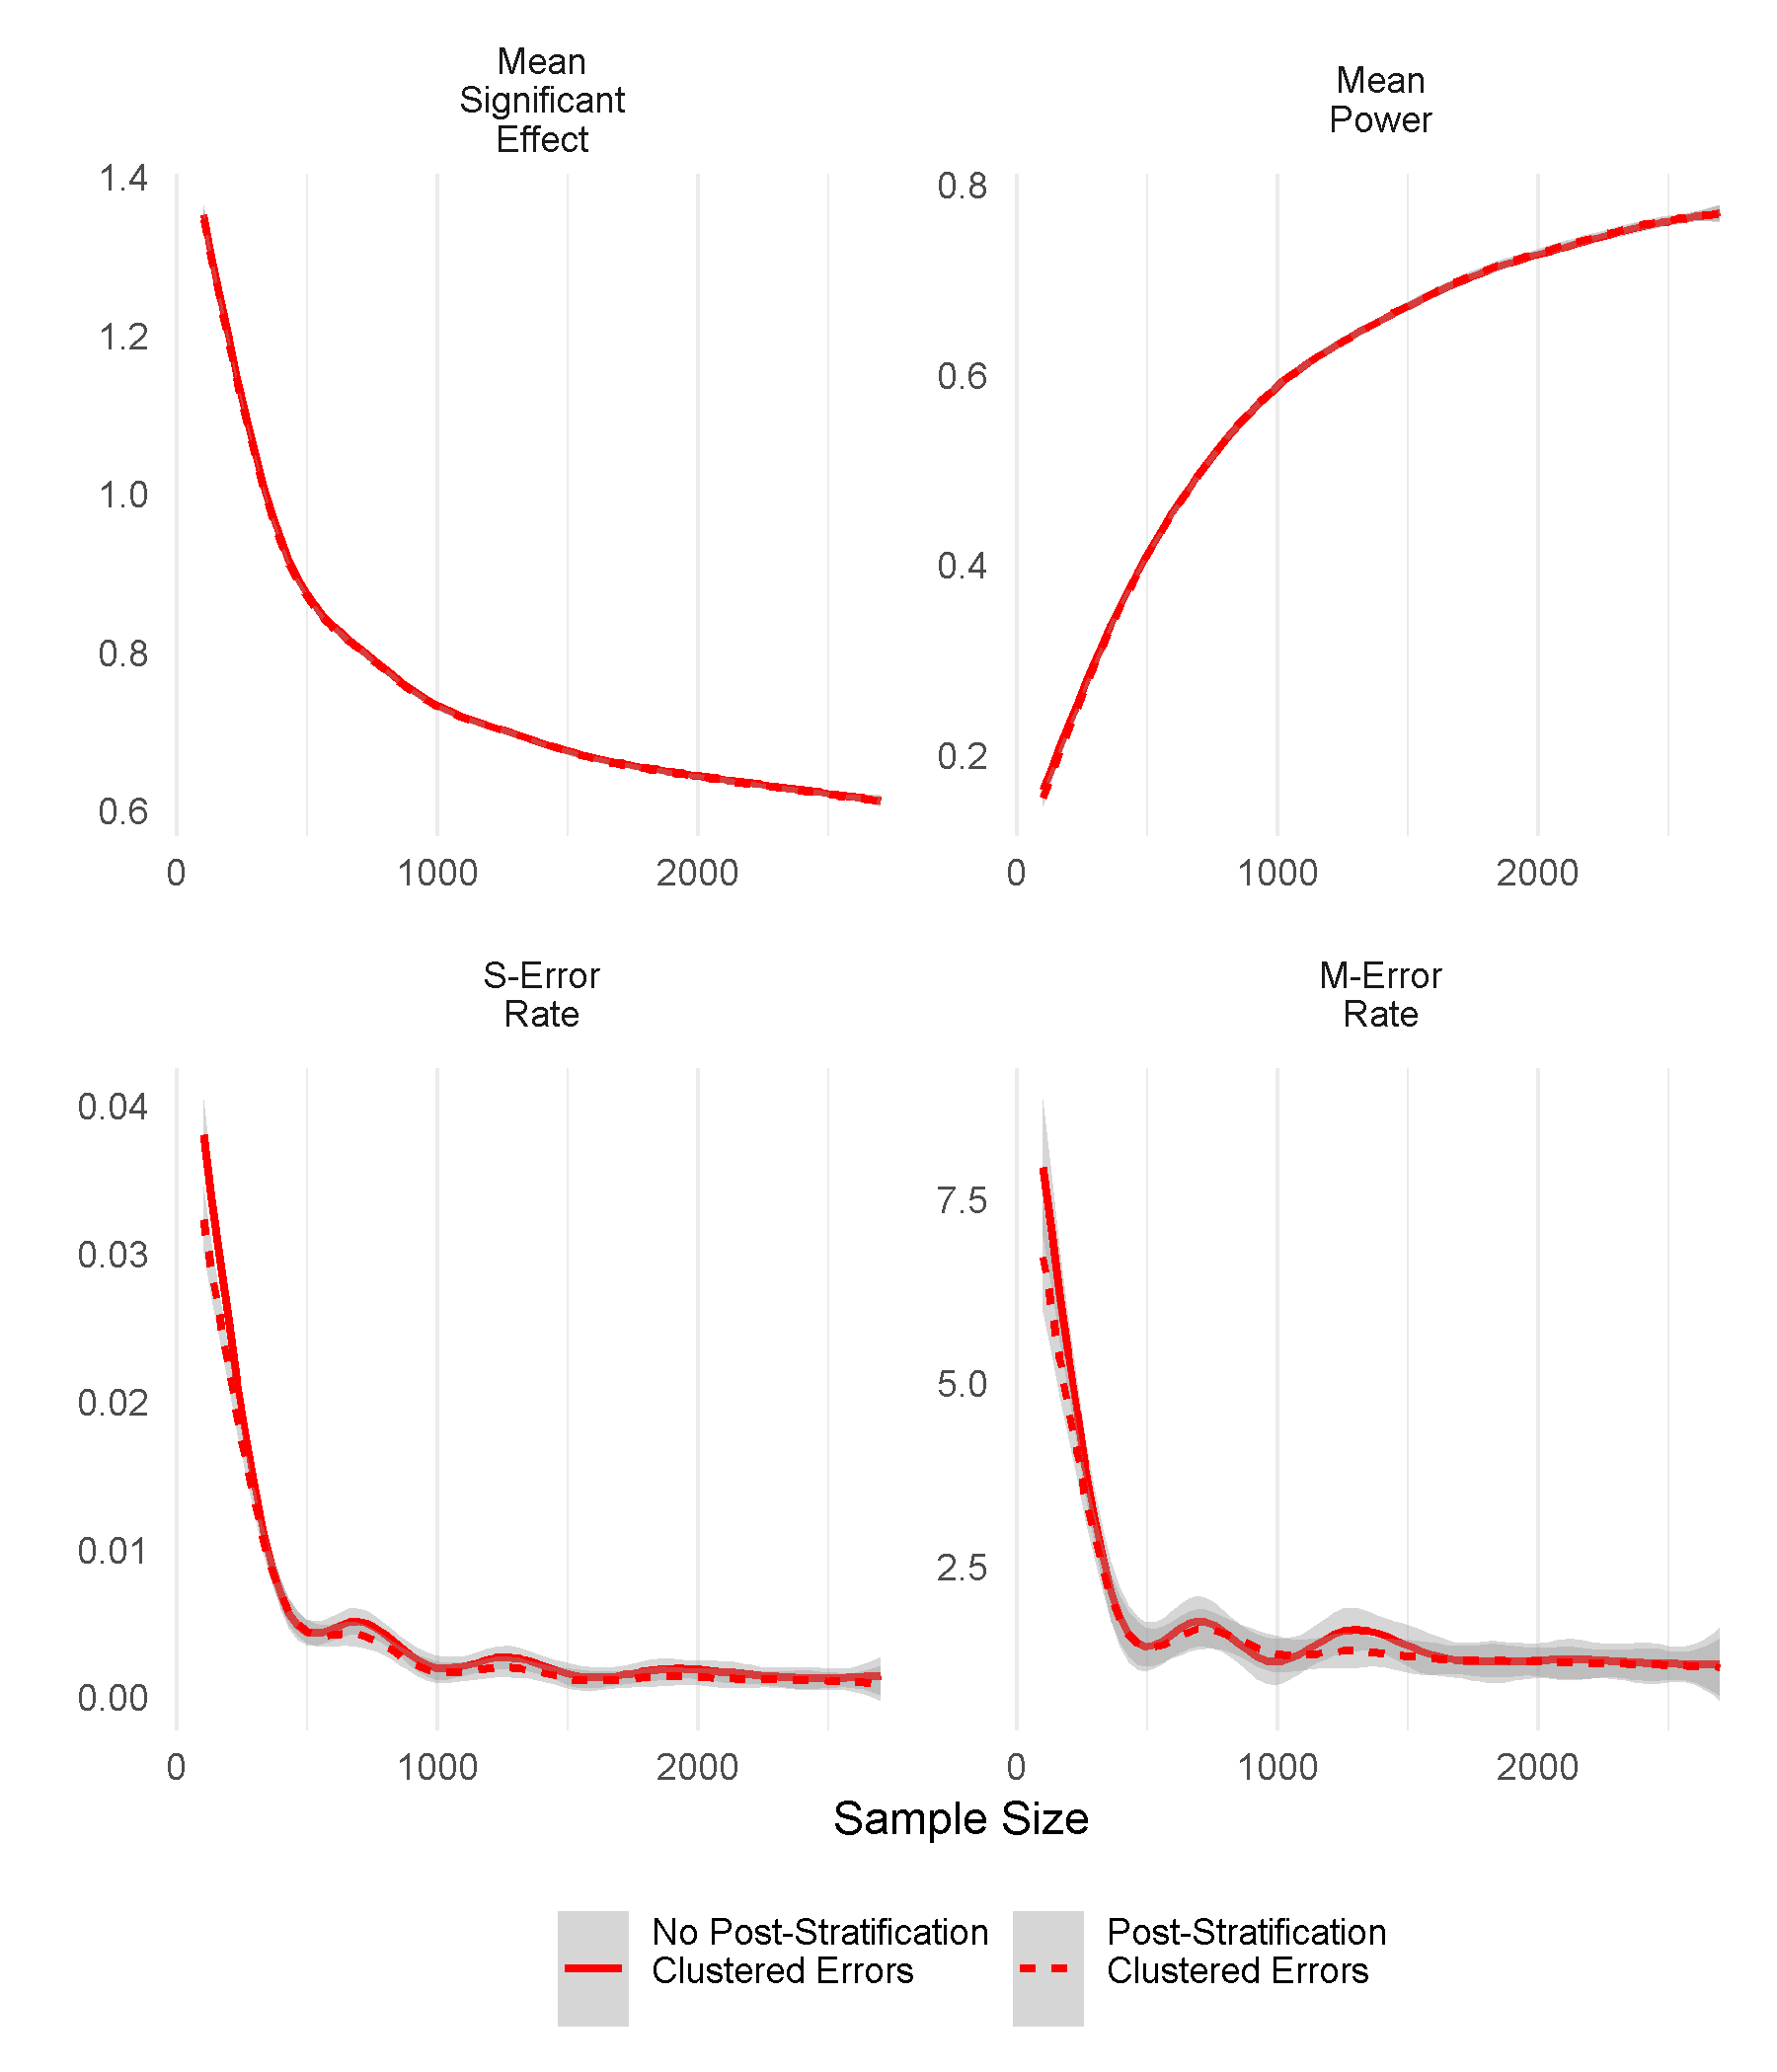 Mean
Significant
Effect
Mean
Power
1.4
1.2
1.0
0.8
0.6
0.8
0.6
0.4
0.2
0 1000 2000
0 1000 2000
S-Error
Rate
M-Error
Rate
0.04
0.03
0.02
0.01
0.00
7.5
5.0
2.5
0 1000 2000
0 1000 2000
Sample Size
No Post-Stratification
Clustered Errors
Post-Stratification
Clustered Errors